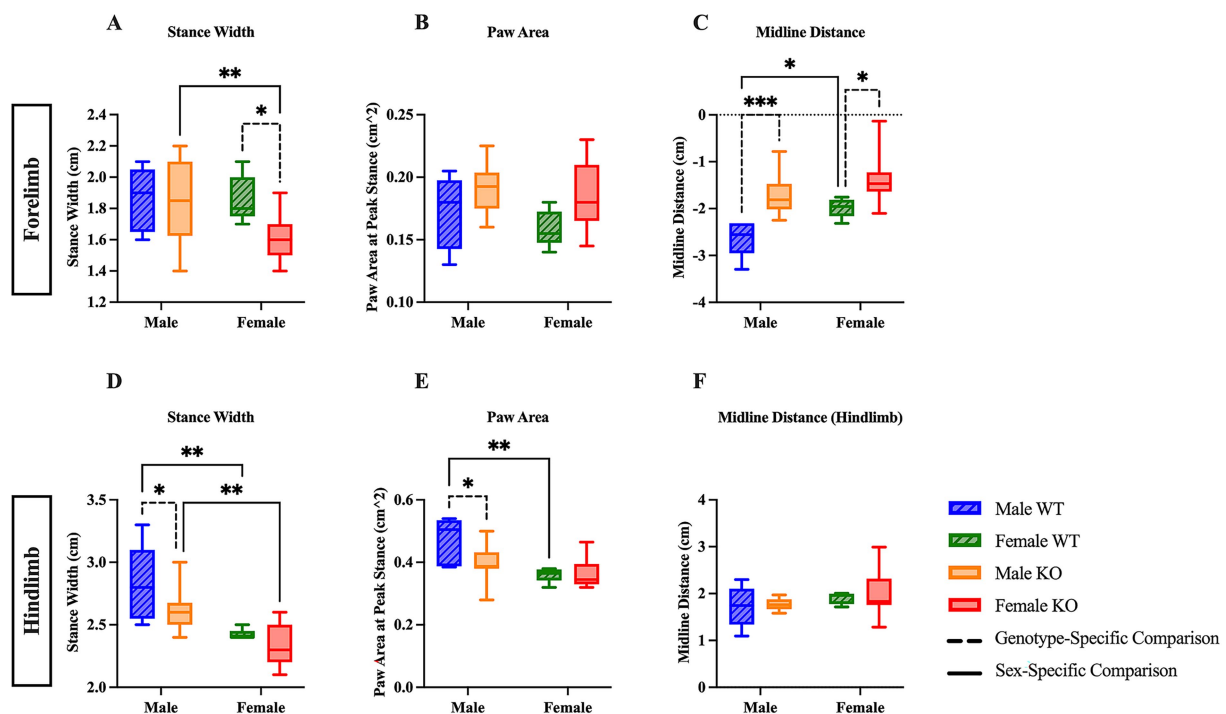 A
Stance Width
**
*
Stance Width (cm)
2.4
2.2
2.0
1.8
1.6
1.4
1.2
Male
Female
B
Paw Area
Paw Area at Peak Stance (cm^2)
0.25
0.20
0.15
0.10
Male
Female
C
Midline Distance
*
*
***
Midline Distance (cm)
0
-1
-2
-3
-4
Male
Female
Forelimb
D
Stance Width
**
*
**
Stance Width (cm)
3.5
3.0
2.5
2.0
Male
Female
E
Paw Area
**
*
Paw Area at Peak Stance (cm^2)
0.6
0.4
0.2
0.0
Male
Female
F
Midline Distance (Hindlimb)
Midline Distance (cm)
4
3
2
1
0
Male
Female
Hindlimb
Male WT
Female WT
Male KO
Female KO
Genotype-Specific Comparison
Sex-Specific Comparison